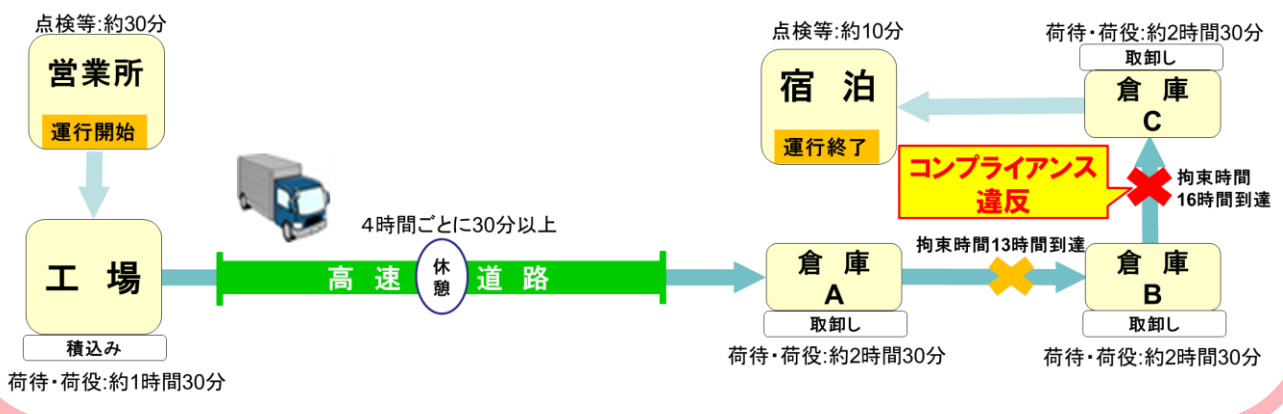 点検等:約30分
営業所
運行開始
工 場
積込み
荷待・荷役:約1時間30分
4時間ごとに30分以上
高 速
休
憩
道 路
倉 庫
A
取卸し
荷待・荷役:約2時間30分
拘束時間13時間到達
倉 庫
B
取卸し
荷待・荷役:約2時間30分
コンプライアンス
違反
拘束時間
16時間到達
荷待・荷役:約2時間30分
取卸し
倉 庫
C
点検等:約10分
宿 泊
運行終了